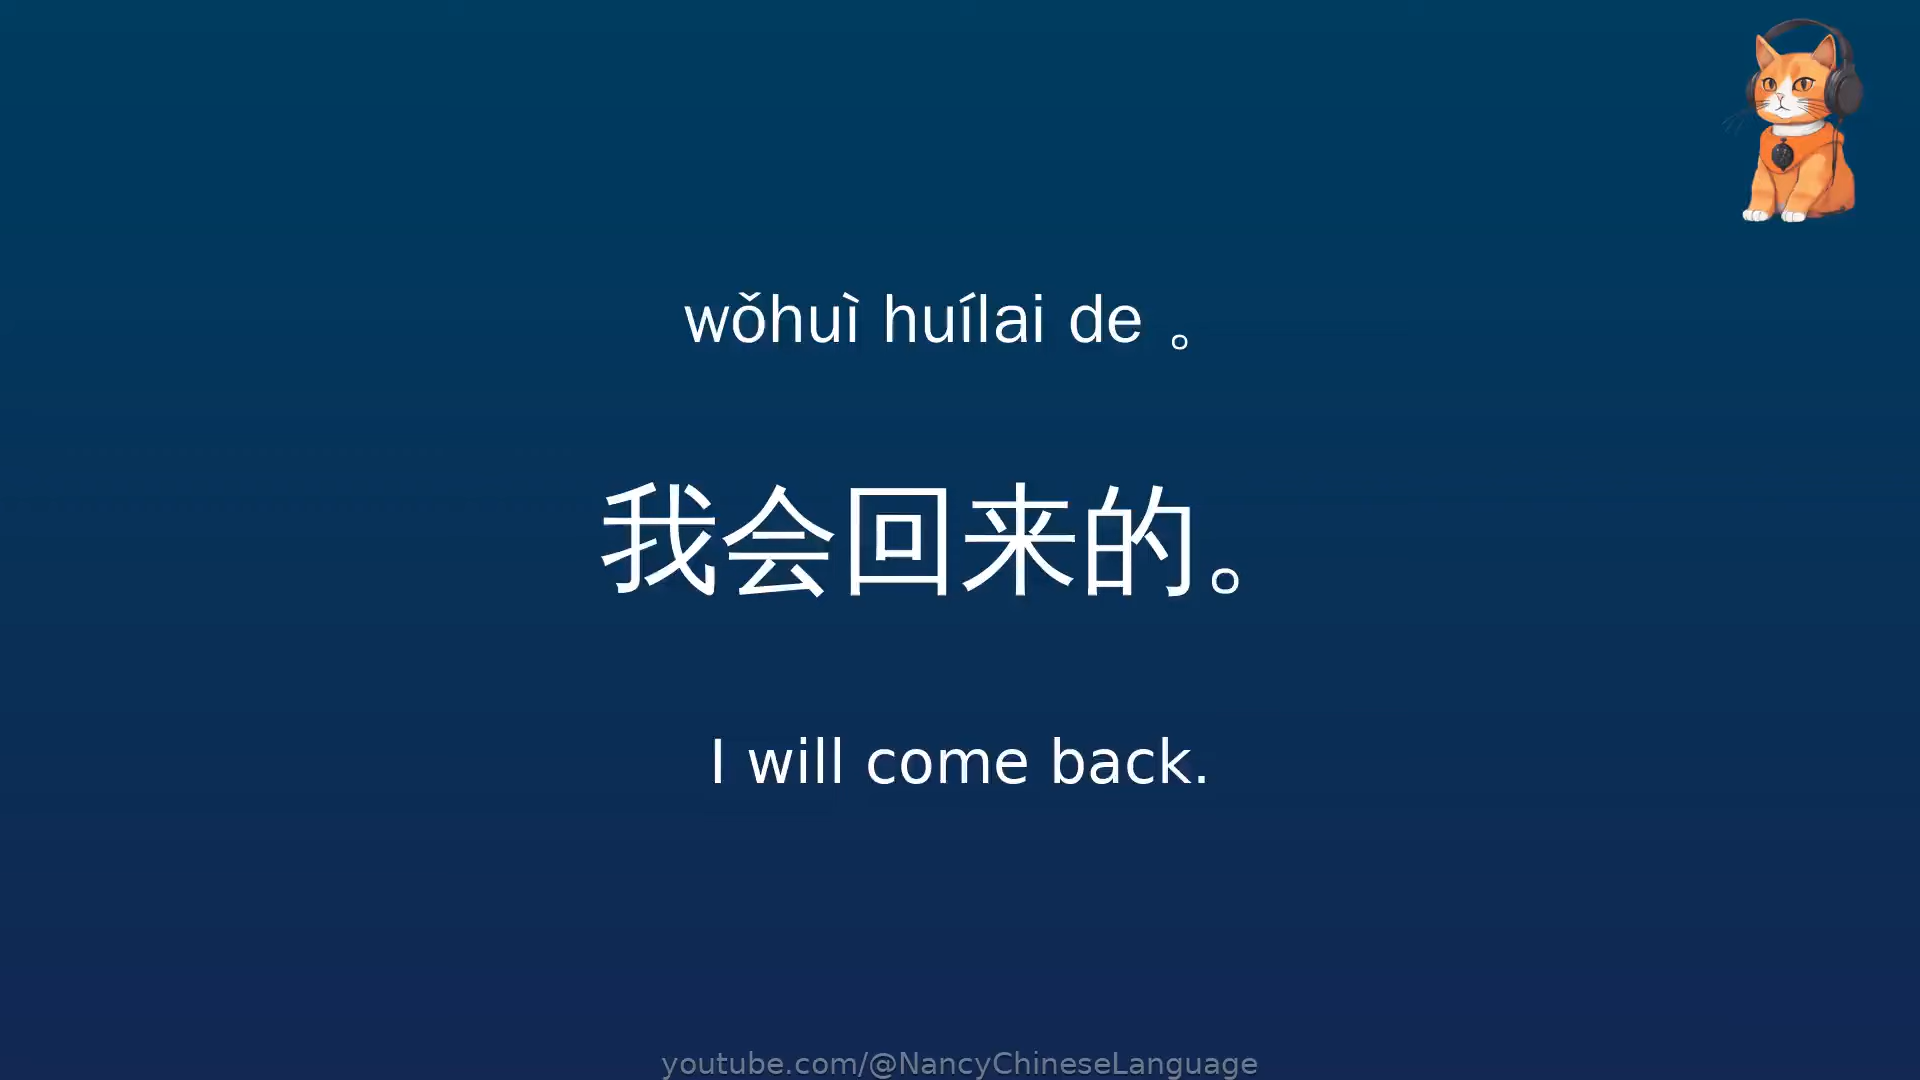 wǒhuì huílai de 。
我会回来的。
I will come back.
youtube.com/@NancyChineseLanguage